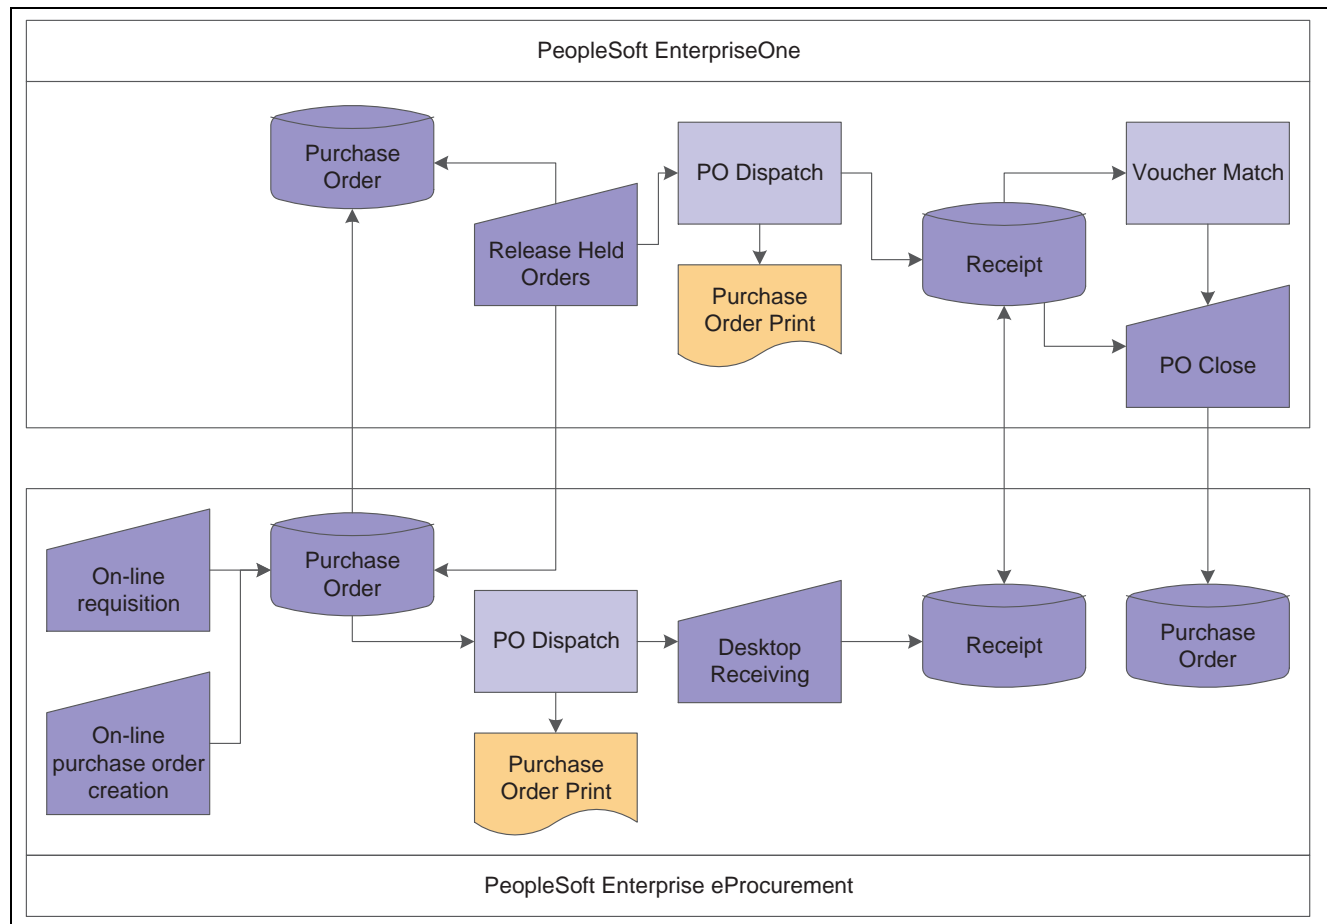 PeopleSoft EnterpriseOne
Purchase
Order
PO Dispatch
Voucher Match
Release Held
Orders
Receipt
Purchase
Order Print
PO Close
On-line
requisition
Purchase
Order
PO Dispatch
Desktop
Receiving
Receipt
Purchase
Order
On-line
purchase order
creation
Purchase
Order Print
PeopleSoft Enterprise eProcurement